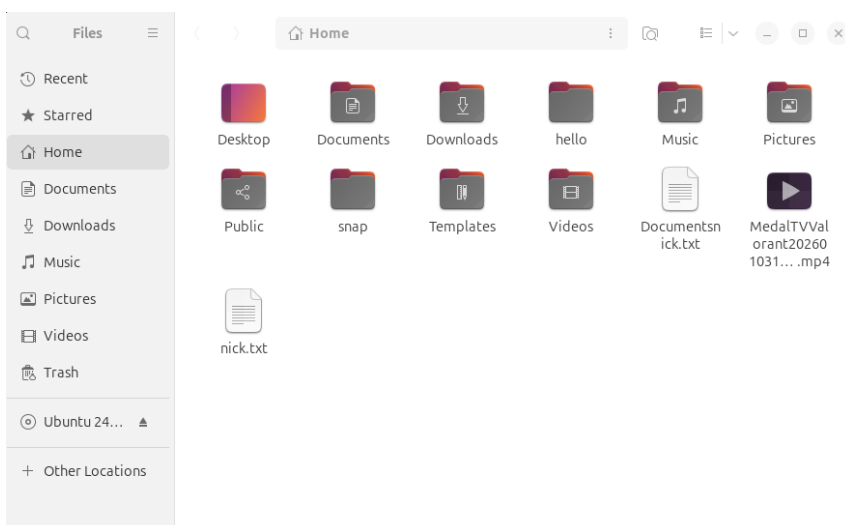 Files
Home
Recent
Starred
Home
Documents
Downloads
Music
Pictures
Videos
Trash
Ubuntu 24...
Other Locations
Desktop
Documents
Downloads
hello
Music
Pictures
Public
snap
Templates
Videos
Documentsn
ick.txt
MedalTVVal
orant20260
1031... .mp4
nick.txt